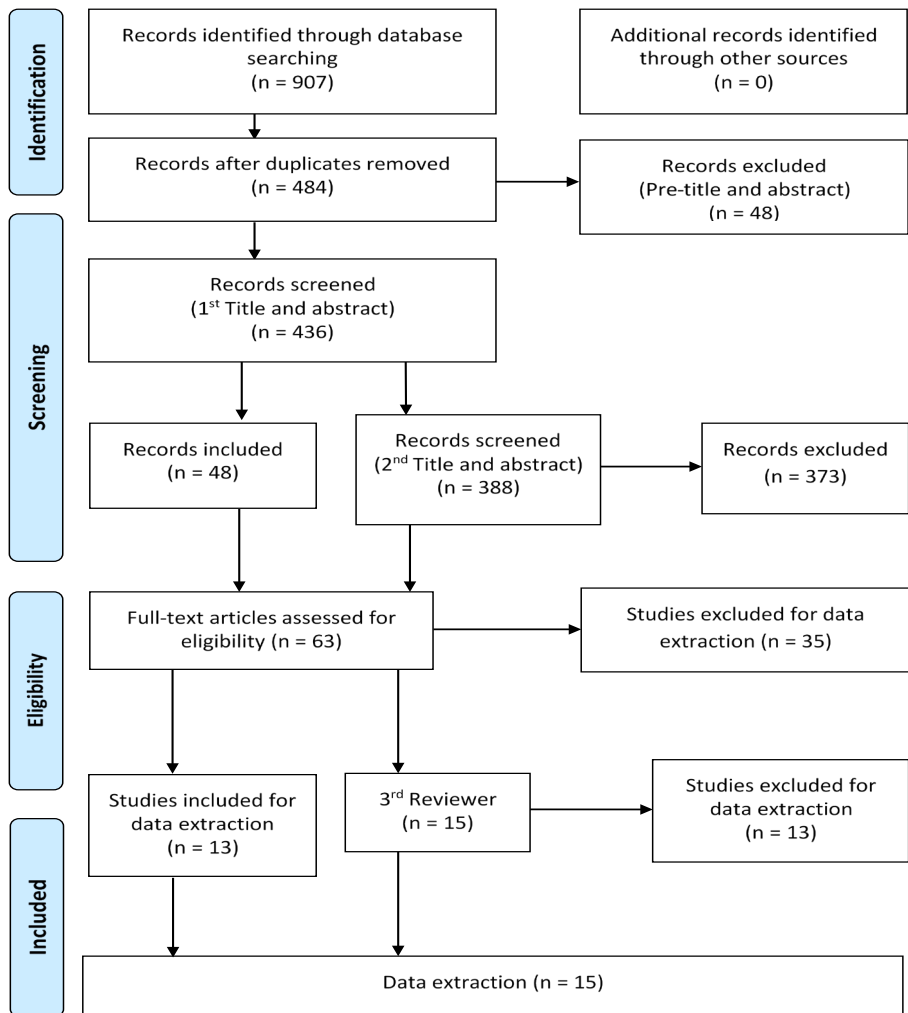 Identification
Records identified through database
searching
(n = 907)
Additional records identified
through other sources
(n = 0)
Records after duplicates removed
(n = 484)
Records excluded
(Pre-title and abstract)
(n = 48)
Screening
Records screened
(1st Title and abstract)
(n = 436)
Records included
(n = 48)
Records screened
(2nd Title and abstract)
(n = 388)
Records excluded
(n = 373)
Eligibility
Full-text articles assessed for
eligibility (n = 63)
Studies excluded for data
extraction (n = 35)
Studies included for
data extraction
(n = 13)
3rd Reviewer
(n = 15)
Studies excluded for
data extraction
(n = 13)
Included
Data extraction (n = 15)